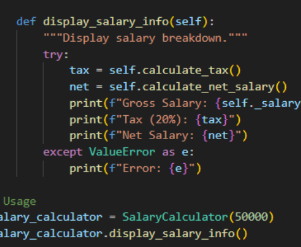 def display_salary_info(self):
"""Display salary breakdown."""
try:
tax = self.calculate_tax()
net = self.calculate_net_salary()
print(f"Gross Salary: {self._salary
print(f"Tax (20%): {tax}")
print(f"Net Salary: {net}")
except ValueError as e:
print(f"Error: {e}")
Usage
alary_calculator = SalaryCalculator(50000)
alary_calculator.display_salary_info()